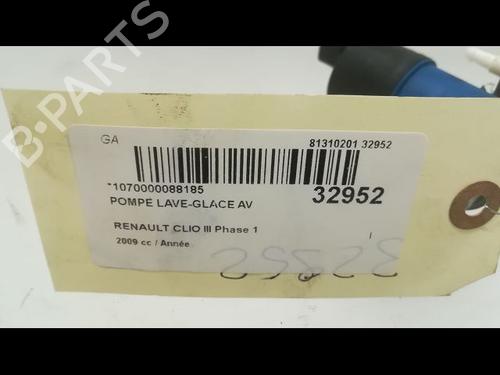 GA
81310201 32952
*1070000088185
32952
POMPE LAVE-GLACE AV
RENAULT CLIO III Phase 1
2009 cc / Année
32952
B-PARTS